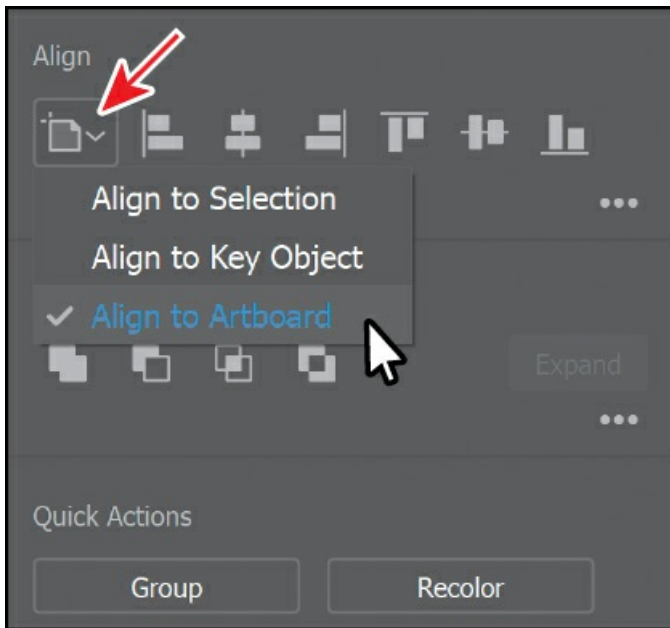 Align
Align to Selection
Align to Key Object
Align to Artboard
Expand
Quick Actions
Group
Recolor